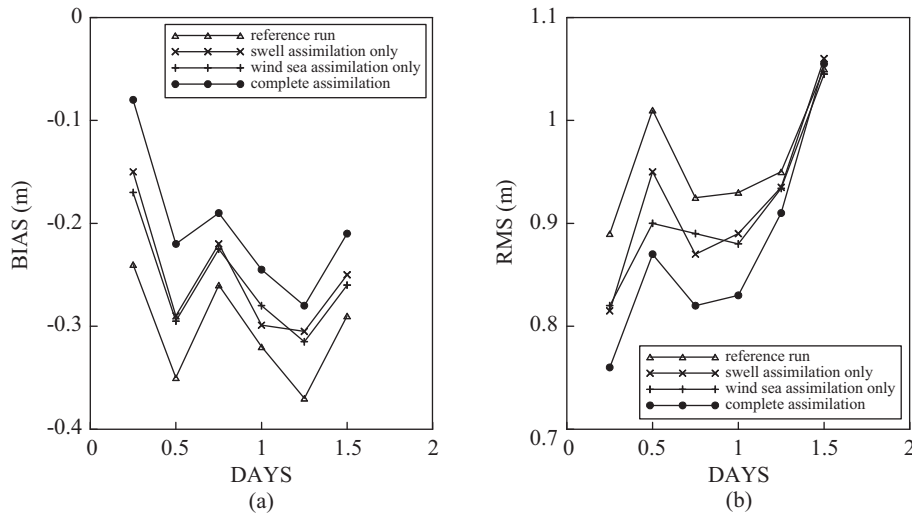 0
reference run
swell assimilation only
wind sea assimilation only
complete assimilation
-0.1
-0.2
-0.3
-0.4
BIAS (m)
0 0.5 1 1.5 2
DAYS
(a)
1.1
1
0.9
0.8
0.7
RMS (m)
reference run
swell assimilation only
wind sea assimilation only
complete assimilation
0 0.5 1 1.5 2
DAYS
(b)